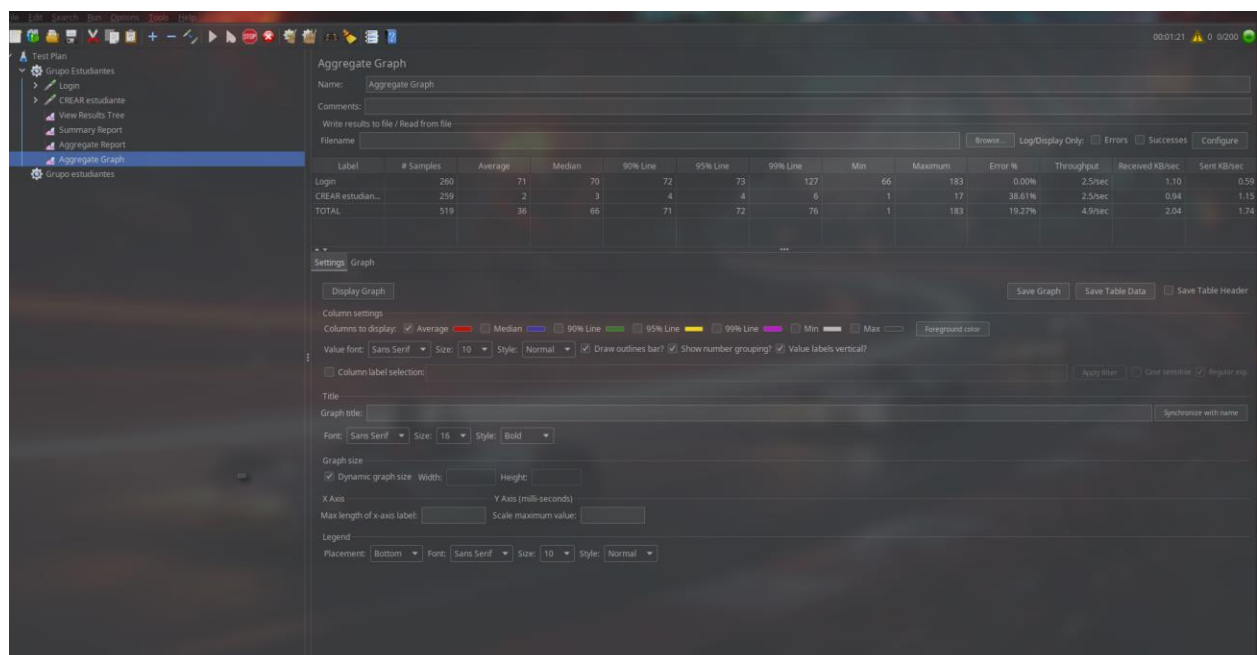 File Edit Search Run Options Tools Help
STOP 00:01:21 0 0/200
Test Plan
Grupo Estudiantes
Login
CREAR estudiante
View Results Tree
Summary Report
Aggregate Report
Aggregate Graph
Grupo estudiantes
Aggregate Graph
Name: Aggregate Graph
Comments:
Write results to file / Read from file
Filename Browse... Log/Display Only: Errors Successes Configure
Label # Samples Average Median 90% Line 95% Line 99% Line Min Maximum Error % Throughput Received KB/sec Sent KB/sec
Login 260 71 70 72 73 127 66 183 0.00% 2.5/sec 1.10 0.59
CREAR estudian... 259 2 3 4 4 6 1 17 38.61% 2.5/sec 0.94 1.15
TOTAL 519 36 66 71 72 76 1 183 19.27% 4.9/sec 2.04 1.74
Settings Graph
Display Graph Save Graph Save Table Data Save Table Header
Column settings
Columns to display: Average Median 90% Line 95% Line 99% Line Min Max Foreground color
Value font: Sans Serif Size: 10 Style: Normal Draw outlines bar? Show number grouping? Value labels vertical?
Column label selection: Apply filter Case sensitive Regular exp.
Title
Graph title: Synchronize with name
Font: Sans Serif Size: 16 Style: Bold
Graph size
Dynamic graph size Width: Height:
X Axis Y Axis (milli-seconds)
Max length of x-axis label: Scale maximum value:
Legend
Placement: Bottom Font: Sans Serif Size: 10 Style: Normal